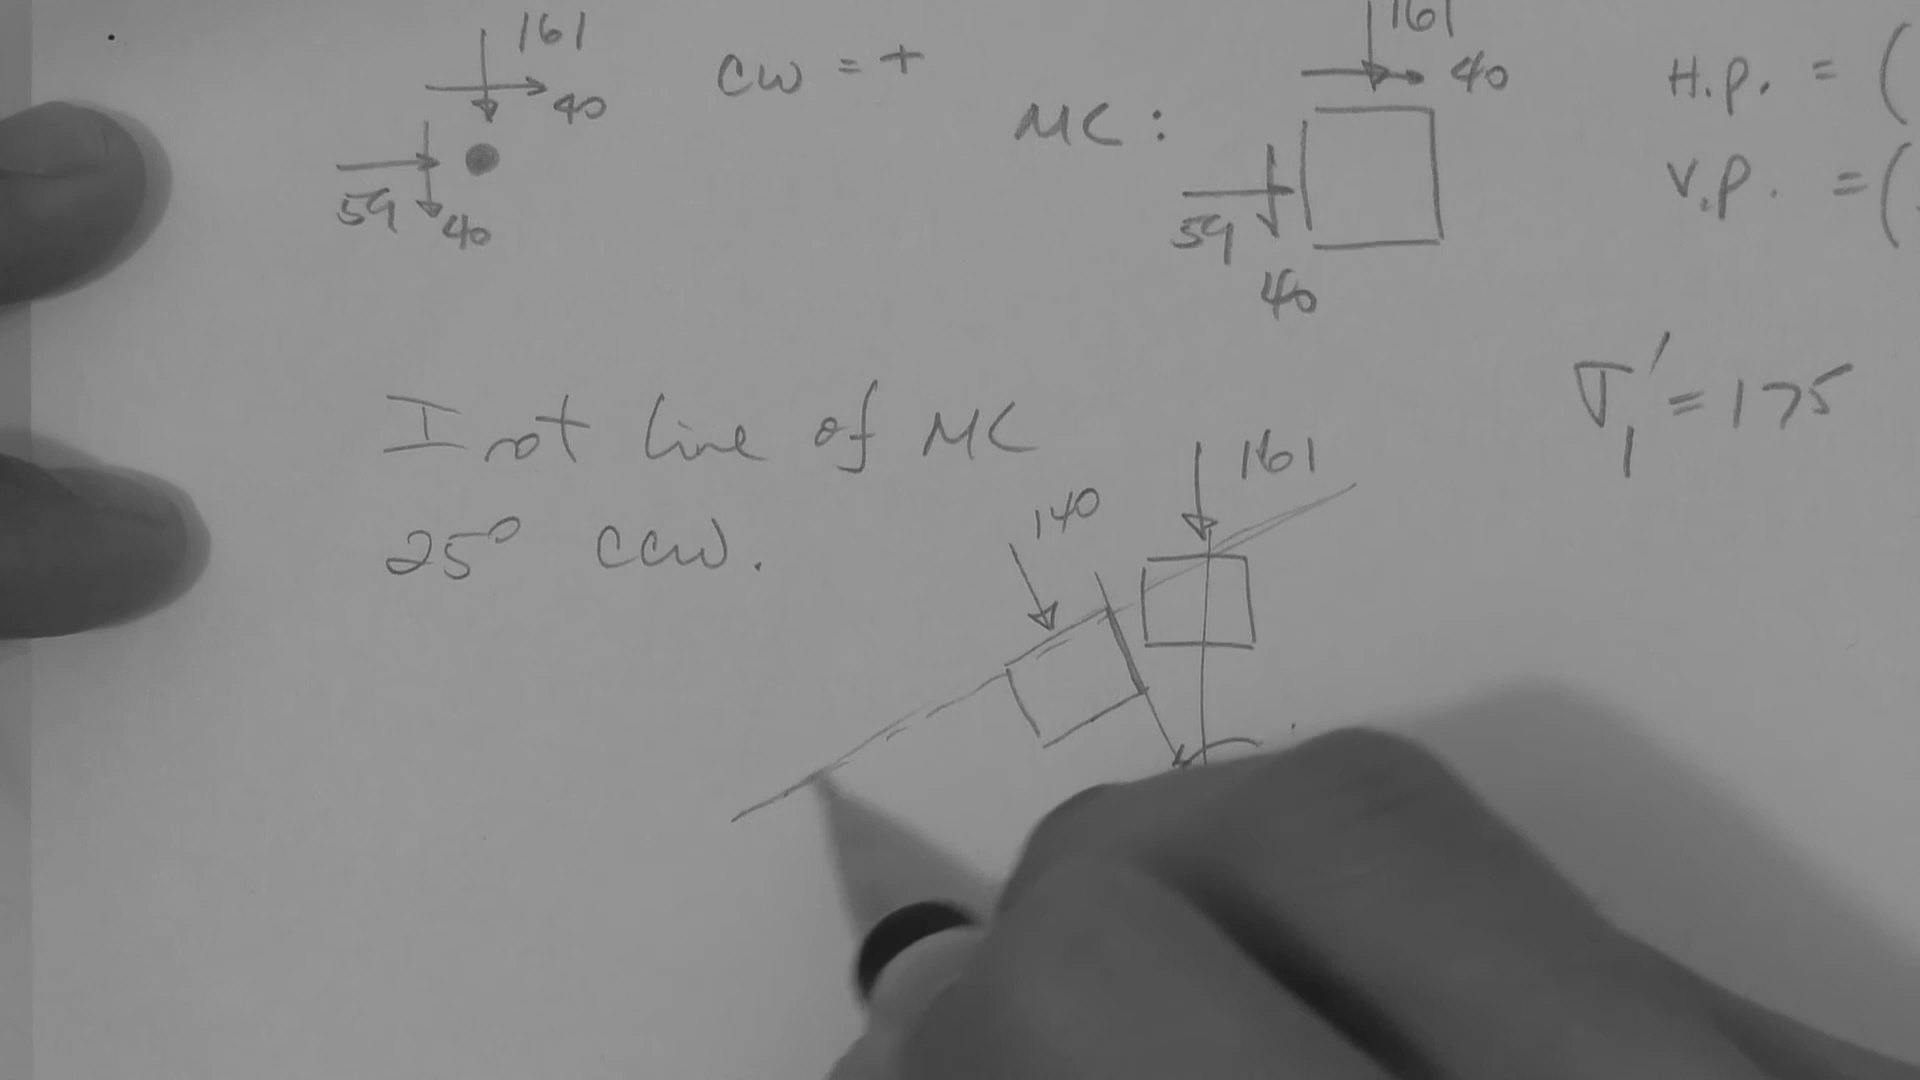 161
CW = +
40
59
40
MC :
161
40
59
40
H.P. = (
V.P. = (
I rot line of MC
25° CCW.
140
161
σ₁' = 175